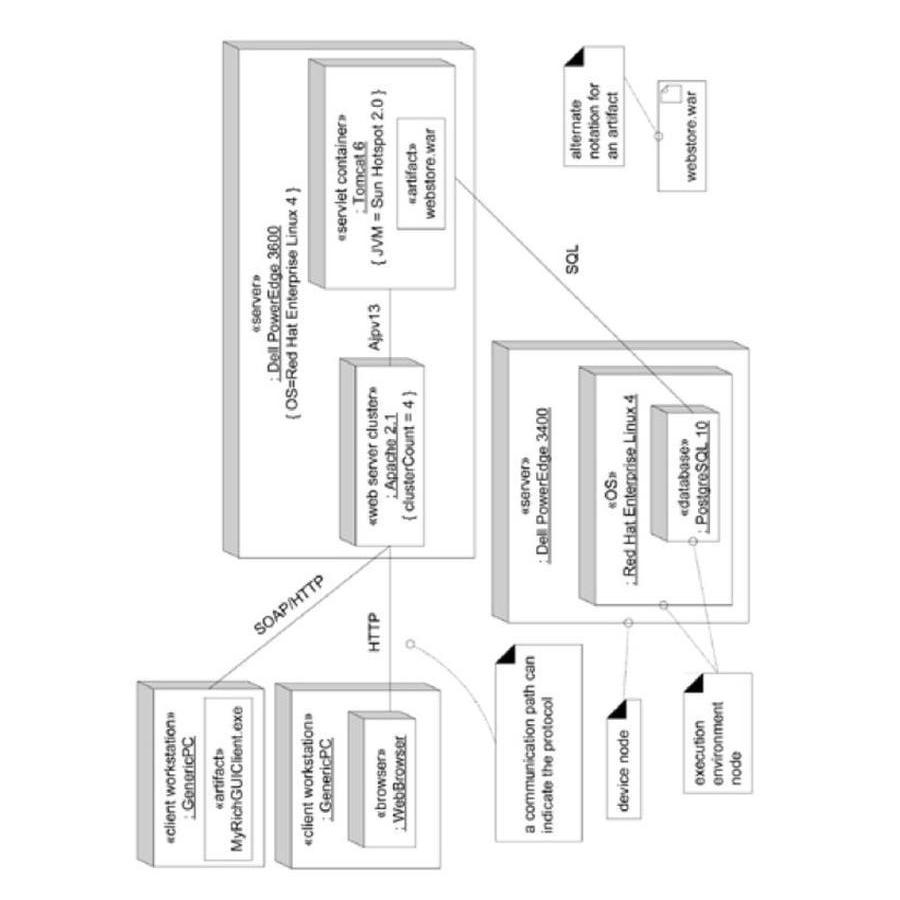 «client workstation»
: GenericPC
«artifact»
MyRichGUIClient.exe
«client workstation»
: GenericPC
«browser»
: WebBrowser
SOAP/HTTP
HTTP
«server»
: Dell PowerEdge 3600
{ OS=Red Hat Enterprise Linux 4 }
«web server cluster»
: Apache 2.1
{ clusterCount = 4 }
Ajpv13
«servlet container»
: Tomcat 6
{ JVM = Sun Hotspot 2.0 }
«artifact»
webstore.war
SQL
«server»
: Dell PowerEdge 3400
«OS»
: Red Hat Enterprise Linux 4
«database»
: PostgreSQL 10
a communication path can
indicate the protocol
device node
execution
environment
node
alternate
notation for
an artifact
webstore.war